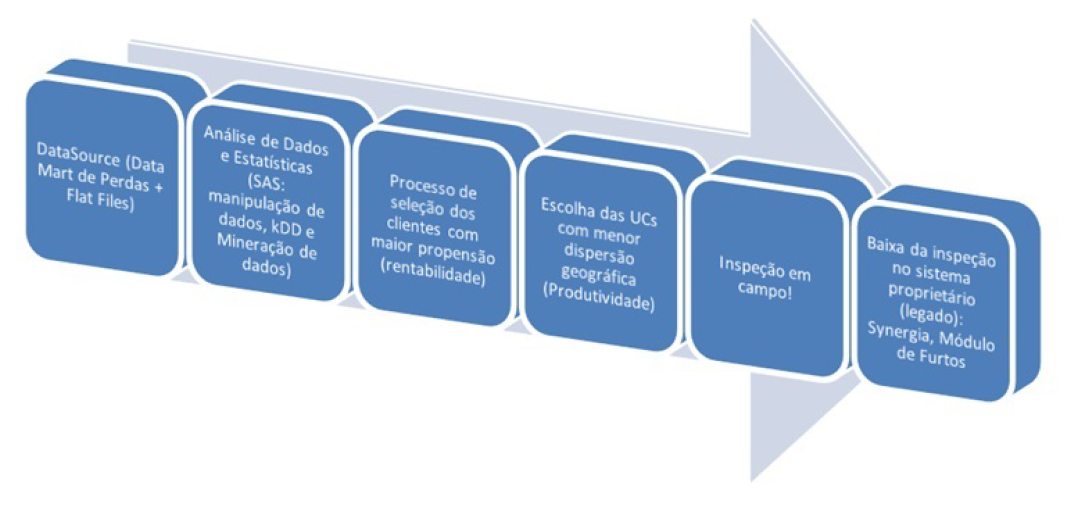 DataSource (Data
Mart de Perdas +
Flat Files)
Análise de Dados
e Estatísticas
(SAS:
manipulação de
dados, kDD e
Mineração de
dados)
Processo de
seleção dos
clientes com
maior propensão
(rentabilidade)
Escolha das UCs
com menor
dispersão
geográfica
(Produtividade)
Inspeção em
campo!
Baixa da inspeção
no sistema
proprietário
(legado):
Synergia, Módulo
de Furtos